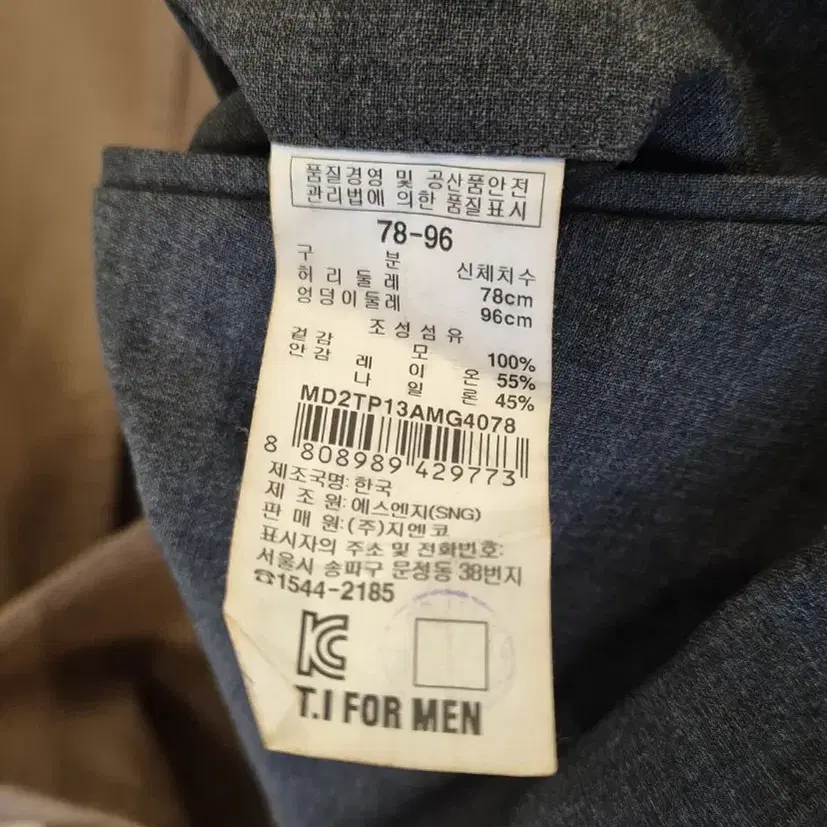 품질경영 및 공산품안전
관리법에 의한 품질표시
78-96
구 분 신체치수
허리둘레 78cm
엉덩이둘레 96cm
조성섬유
겉감 모 100%
안감 레이온 55%
나일론 45%
MD2TP13AMG4078
8 808989 429773
제조국명: 한국
제 조 원: 에스엔지(SNG)
판 매 원: (주)지엔코
표시자의 주소 및 전화번호:
서울시 송파구 문정동 38번지
☎1544-2185
KC
T.I FOR MEN